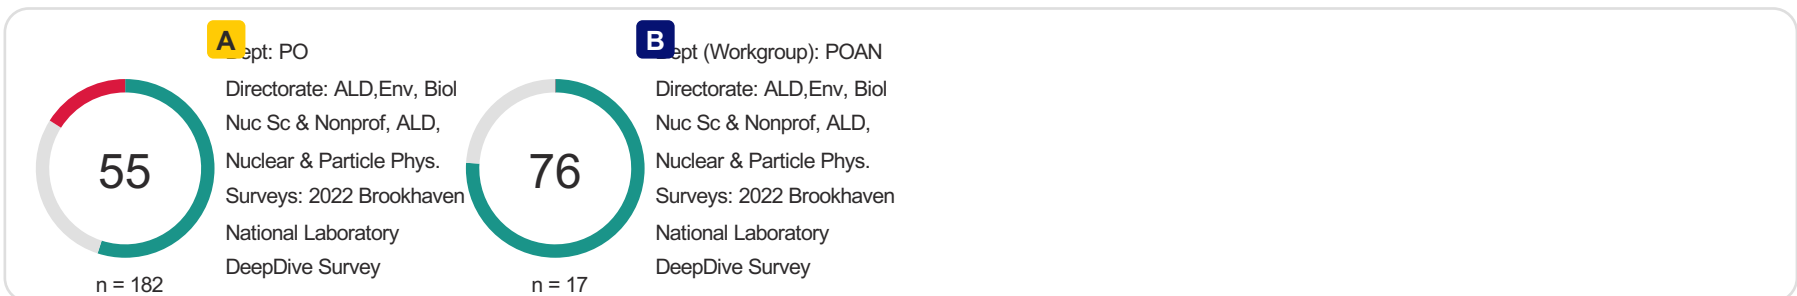 A
ept: PO
Directorate: ALD,Env, Biol
Nuc Sc & Nonprof, ALD,
Nuclear & Particle Phys.
Surveys: 2022 Brookhaven
National Laboratory
DeepDive Survey
55
n = 182
B
ept (Workgroup): POAN
Directorate: ALD,Env, Biol
Nuc Sc & Nonprof, ALD,
Nuclear & Particle Phys.
Surveys: 2022 Brookhaven
National Laboratory
DeepDive Survey
76
n = 17